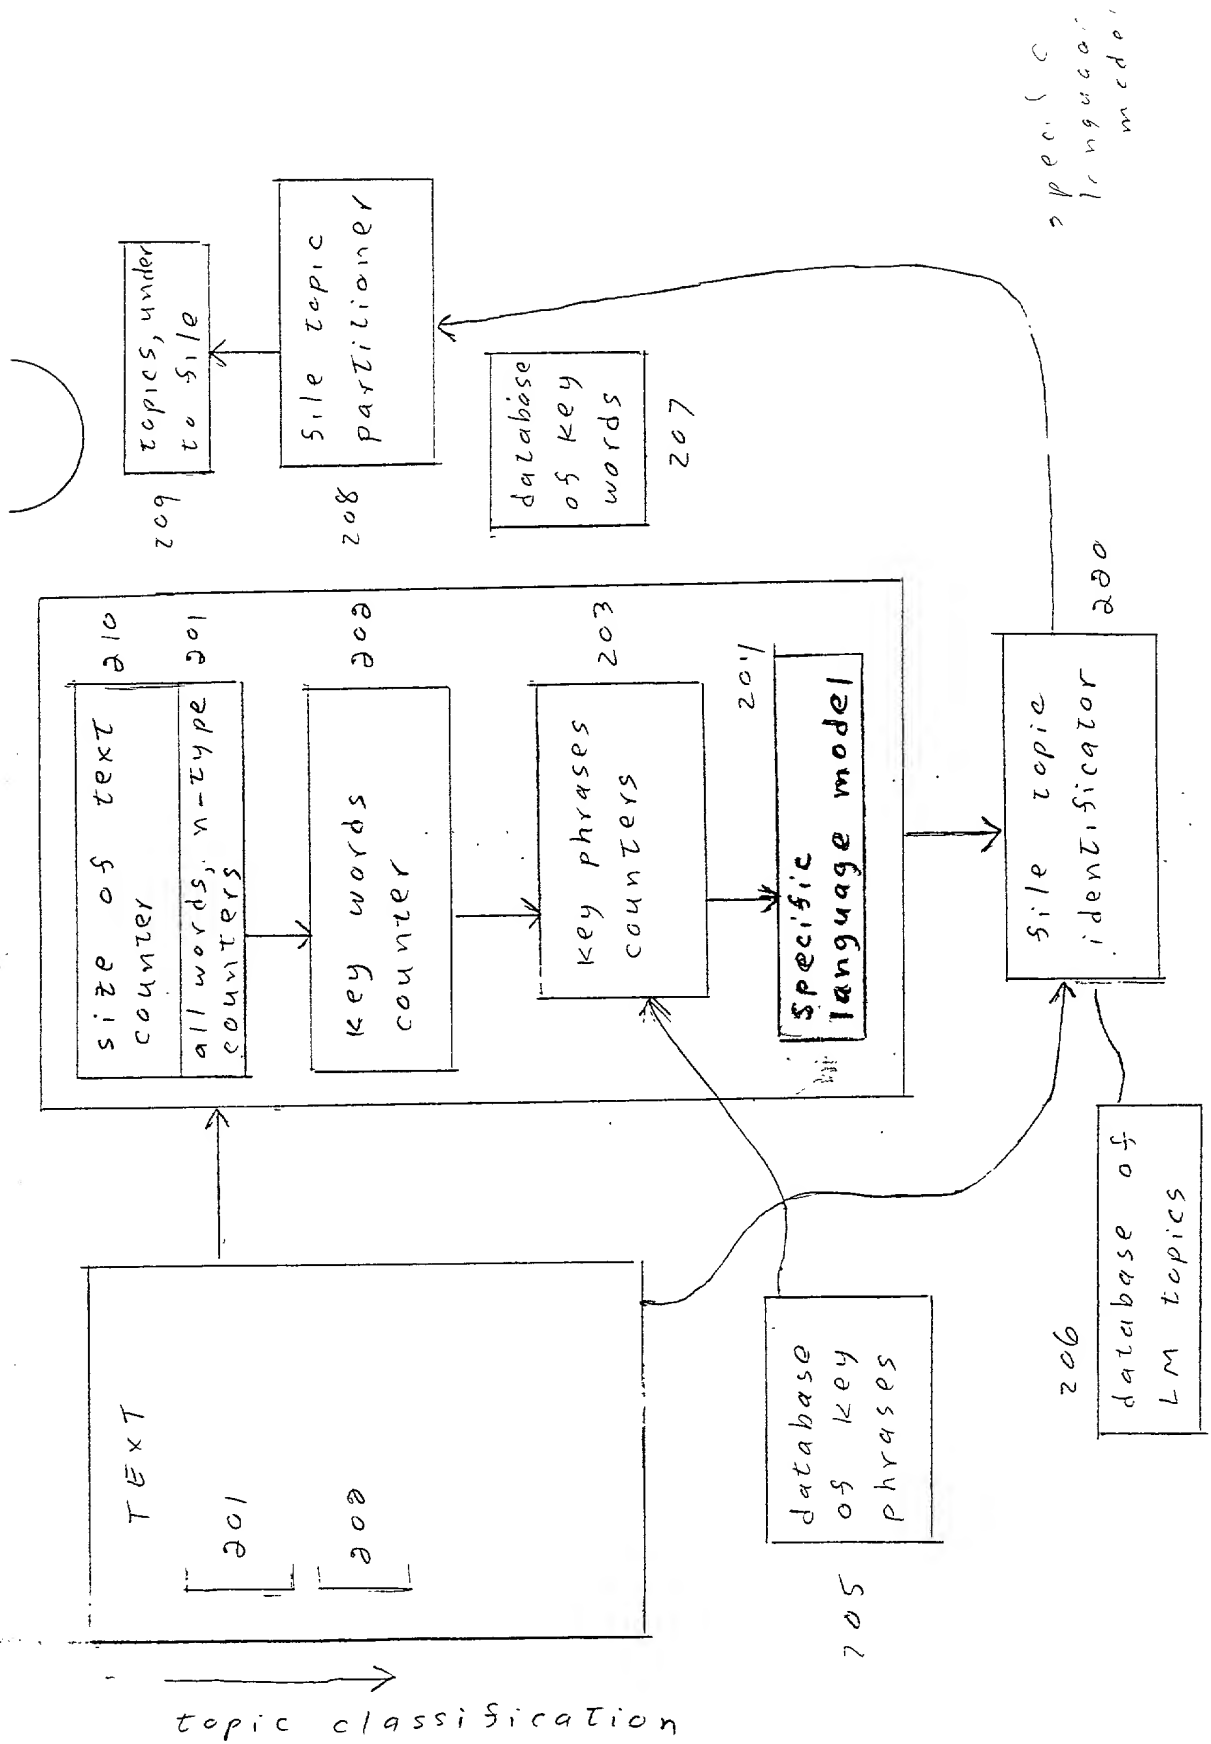 topic classification
TEXT
201
202
size of text
counter
210
all words, n-type
counters
201
key words
counter
202
key phrases
counters
203
Specific
language model
204
database
of key
phrases
205
database of
LM topics
206
file topic
identificator
220
database
of key
words
207
file topic
partitioner
208
topics, under
to file
209